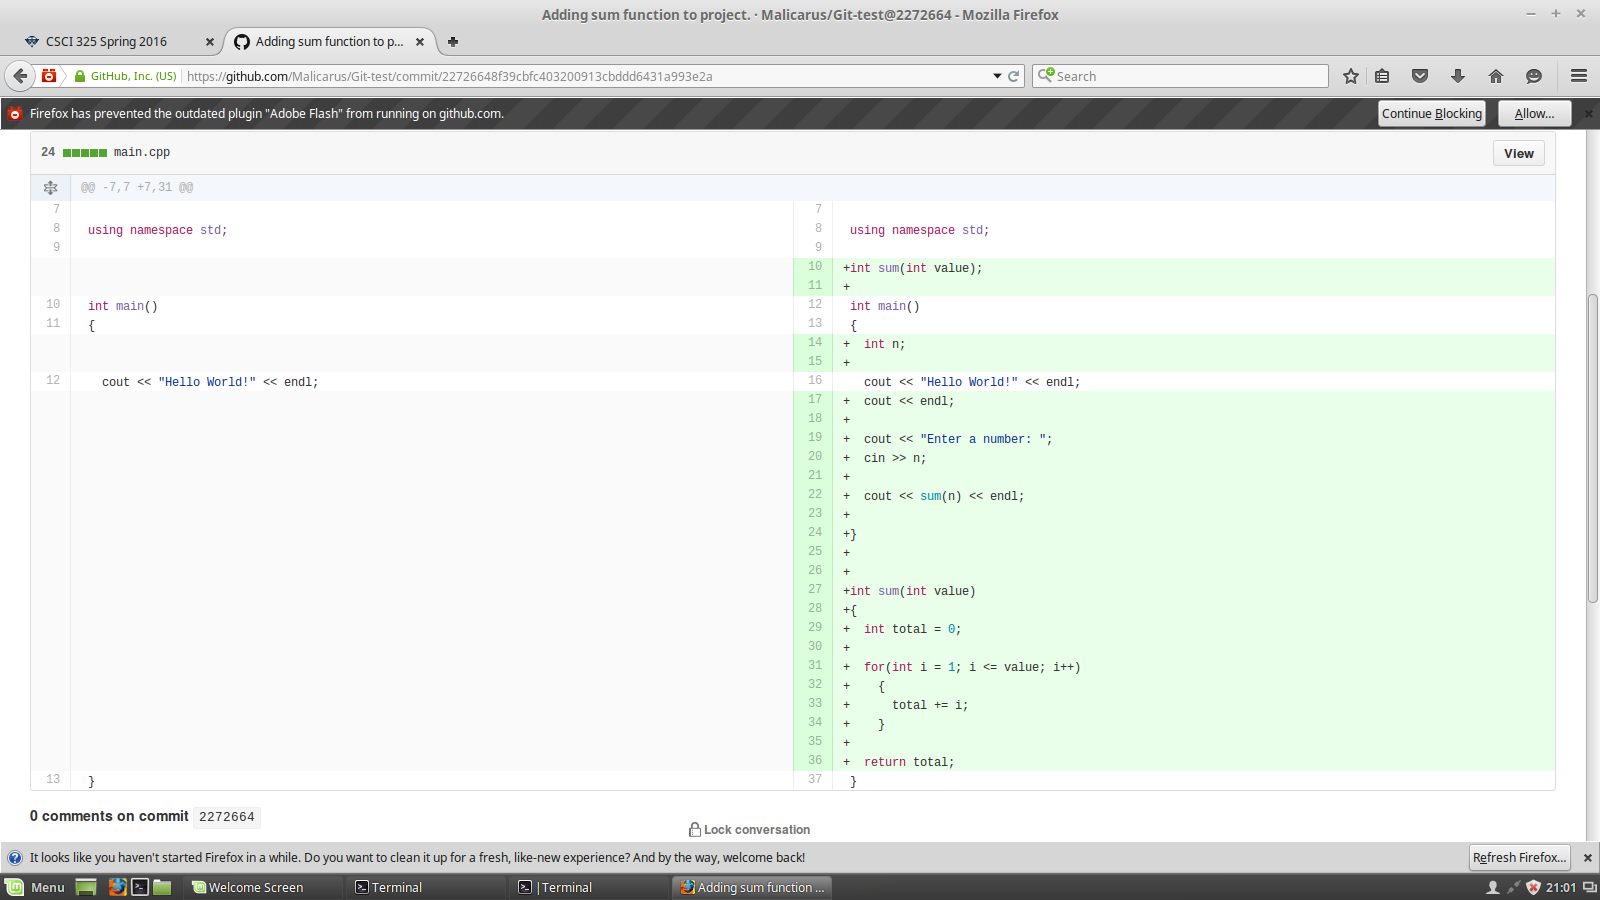 Adding sum function to project. · Malicarus/Git-test@2272664 - Mozilla Firefox
CSCI 325 Spring 2016
Adding sum function to p...
GitHub, Inc. (US)
https://github.com/Malicarus/Git-test/commit/22726648f39cbfc403200913cbddd6431a993e2a
Search
Firefox has prevented the outdated plugin "Adobe Flash" from running on github.com.
Continue Blocking
Allow...
24 main.cpp
View
@@ -7,7 +7,31 @@
7 7
8 using namespace std; 8 using namespace std;
9 9
10 +int sum(int value);
11 +
10 int main() 12 int main()
11 { 13 {
14 + int n;
15 +
12 cout << "Hello World!" << endl; 16 cout << "Hello World!" << endl;
17 + cout << endl;
18 +
19 + cout << "Enter a number: ";
20 + cin >> n;
21 +
22 + cout << sum(n) << endl;
23 +
24 +}
25 +
26 +
27 +int sum(int value)
28 +{
29 + int total = 0;
30 +
31 + for(int i = 1; i <= value; i++)
32 + {
33 + total += i;
34 + }
35 +
36 + return total;
13 } 37 }
0 comments on commit 2272664
Lock conversation
It looks like you haven't started Firefox in a while. Do you want to clean it up for a fresh, like-new experience? And by the way, welcome back!
Refresh Firefox...
Menu
Welcome Screen
Terminal
|Terminal
Adding sum function ...
21:01